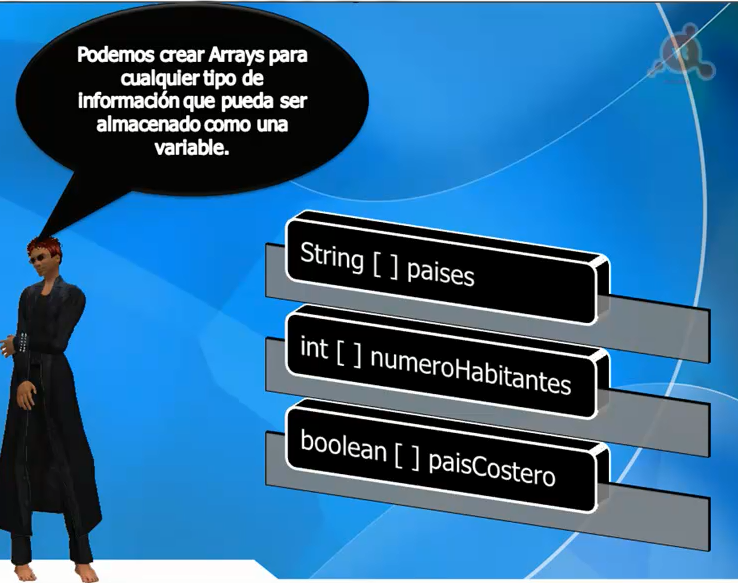 Podemos crear Arrays para
cualquier tipo de
información que pueda ser
almacenado como una
variable.
String [ ] paises
int [ ] numeroHabitantes
boolean [ ] paisCostero